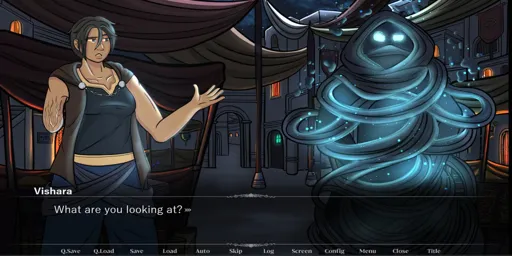 Vishara
What are you looking at? »»
Q.Save Q.Load Save Load Auto Skip Log Screen Config Menu Close Title